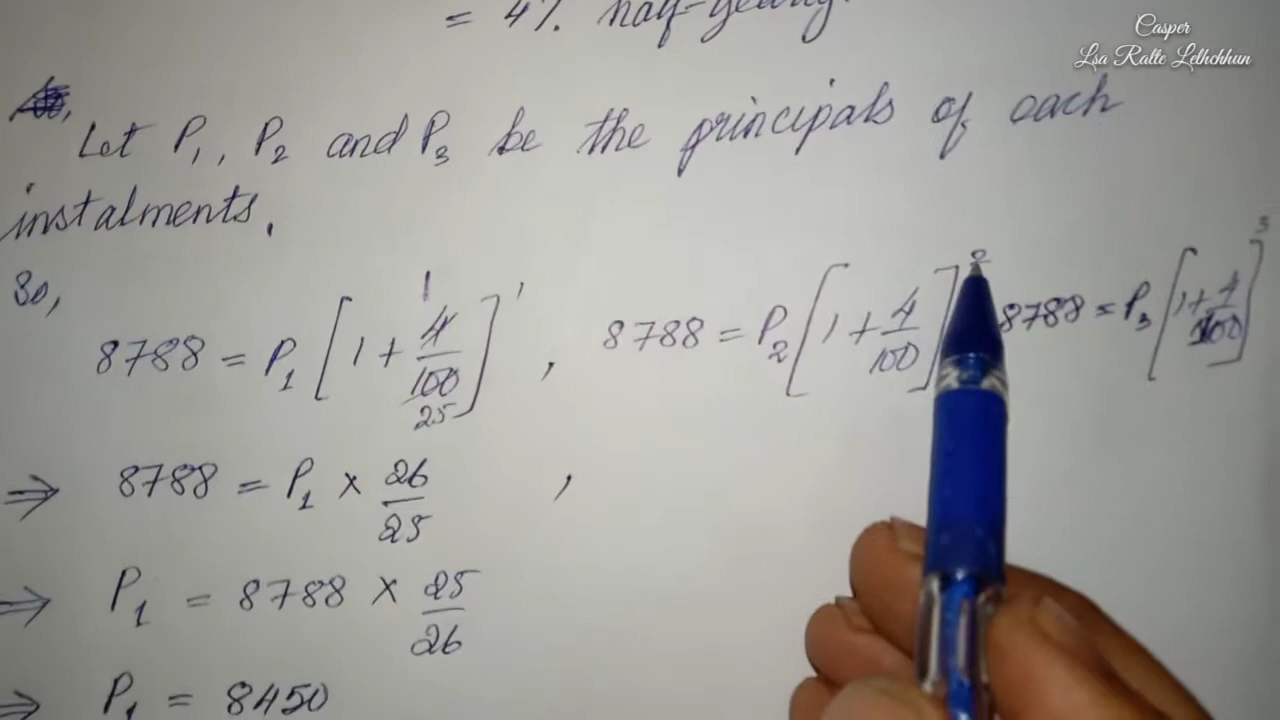 = 4% half-yearly.
Casper
Lsa Ralte Lethchhun
Let P₁, P₂ and P₃ be the principals of each
instalments.
So,
8788 = P₁ [1 + 4/100]¹ , 8788 = P₂ [1 + 4/100]² 8788 = P₃ [1 + 4/100]³
1
25
⇒ 8788 = P₁ × 26/25 ,
⇒ P₁ = 8788 × 25/26
⇒ P₁ = 8450